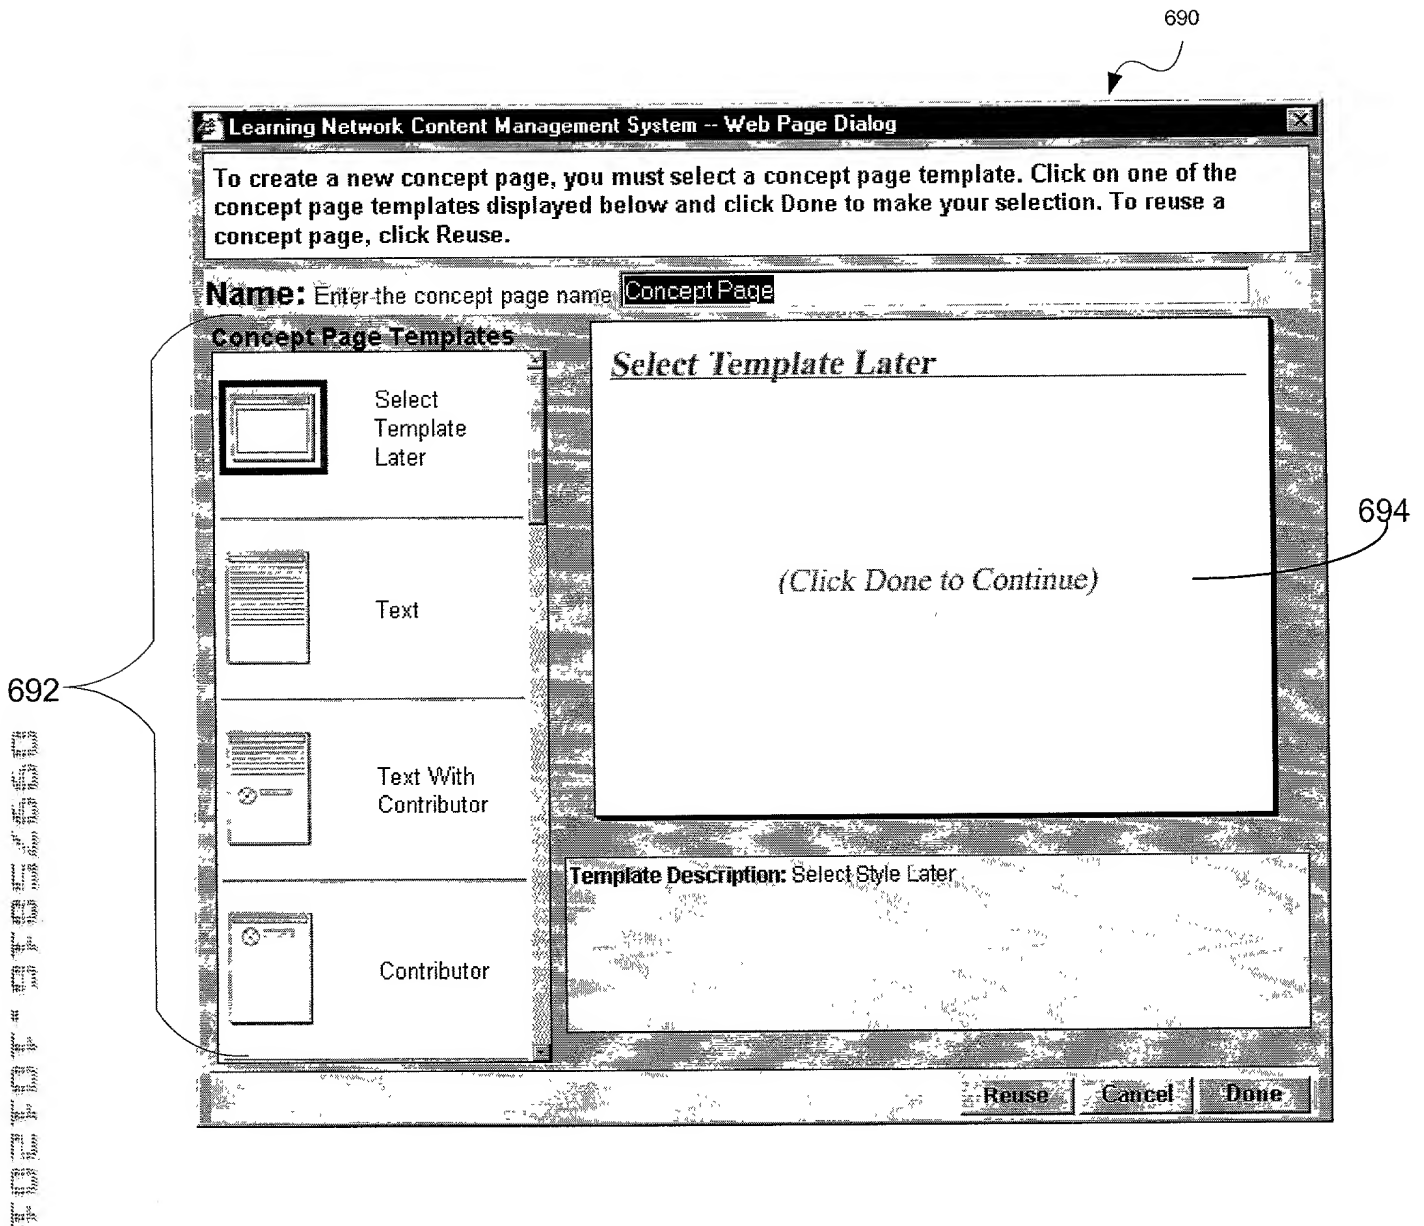 690
Learning Network Content Management System -- Web Page Dialog
To create a new concept page, you must select a concept page template. Click on one of the
concept page templates displayed below and click Done to make your selection. To reuse a
concept page, click Reuse.
Name: Enter the concept page name Concept Page
Concept Page Templates
Select
Template
Later
Text
Text With
Contributor
Contributor
692
Select Template Later
(Click Done to Continue)
694
Template Description: Select Style Later
Reuse Cancel Done